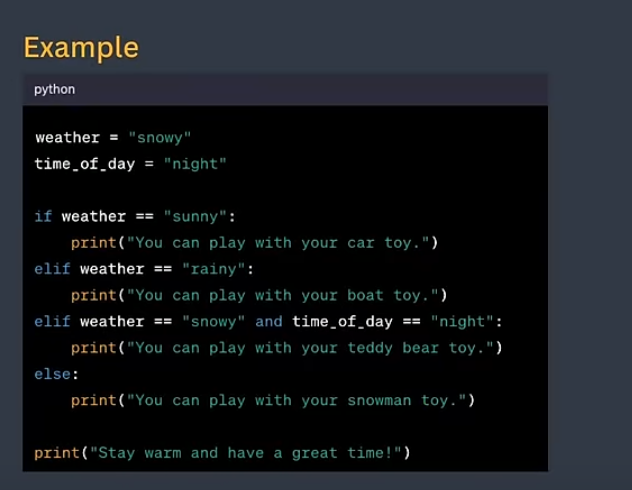 Example
python
weather = "snowy"
time_of_day = "night"
if weather == "sunny":
    print("You can play with your car toy.")
elif weather == "rainy":
    print("You can play with your boat toy.")
elif weather == "snowy" and time_of_day == "night":
    print("You can play with your teddy bear toy.")
else:
    print("You can play with your snowman toy.")
print("Stay warm and have a great time!")